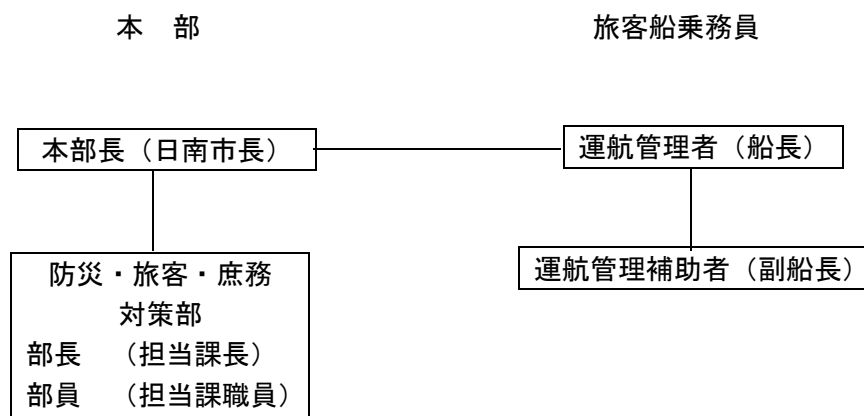 本　部
旅客船乗務員
本部長（日南市長）
運航管理者（船長）
防災・旅客・庶務
対策部
部長　（担当課長）
部員　（担当課職員）
運航管理補助者（副船長）